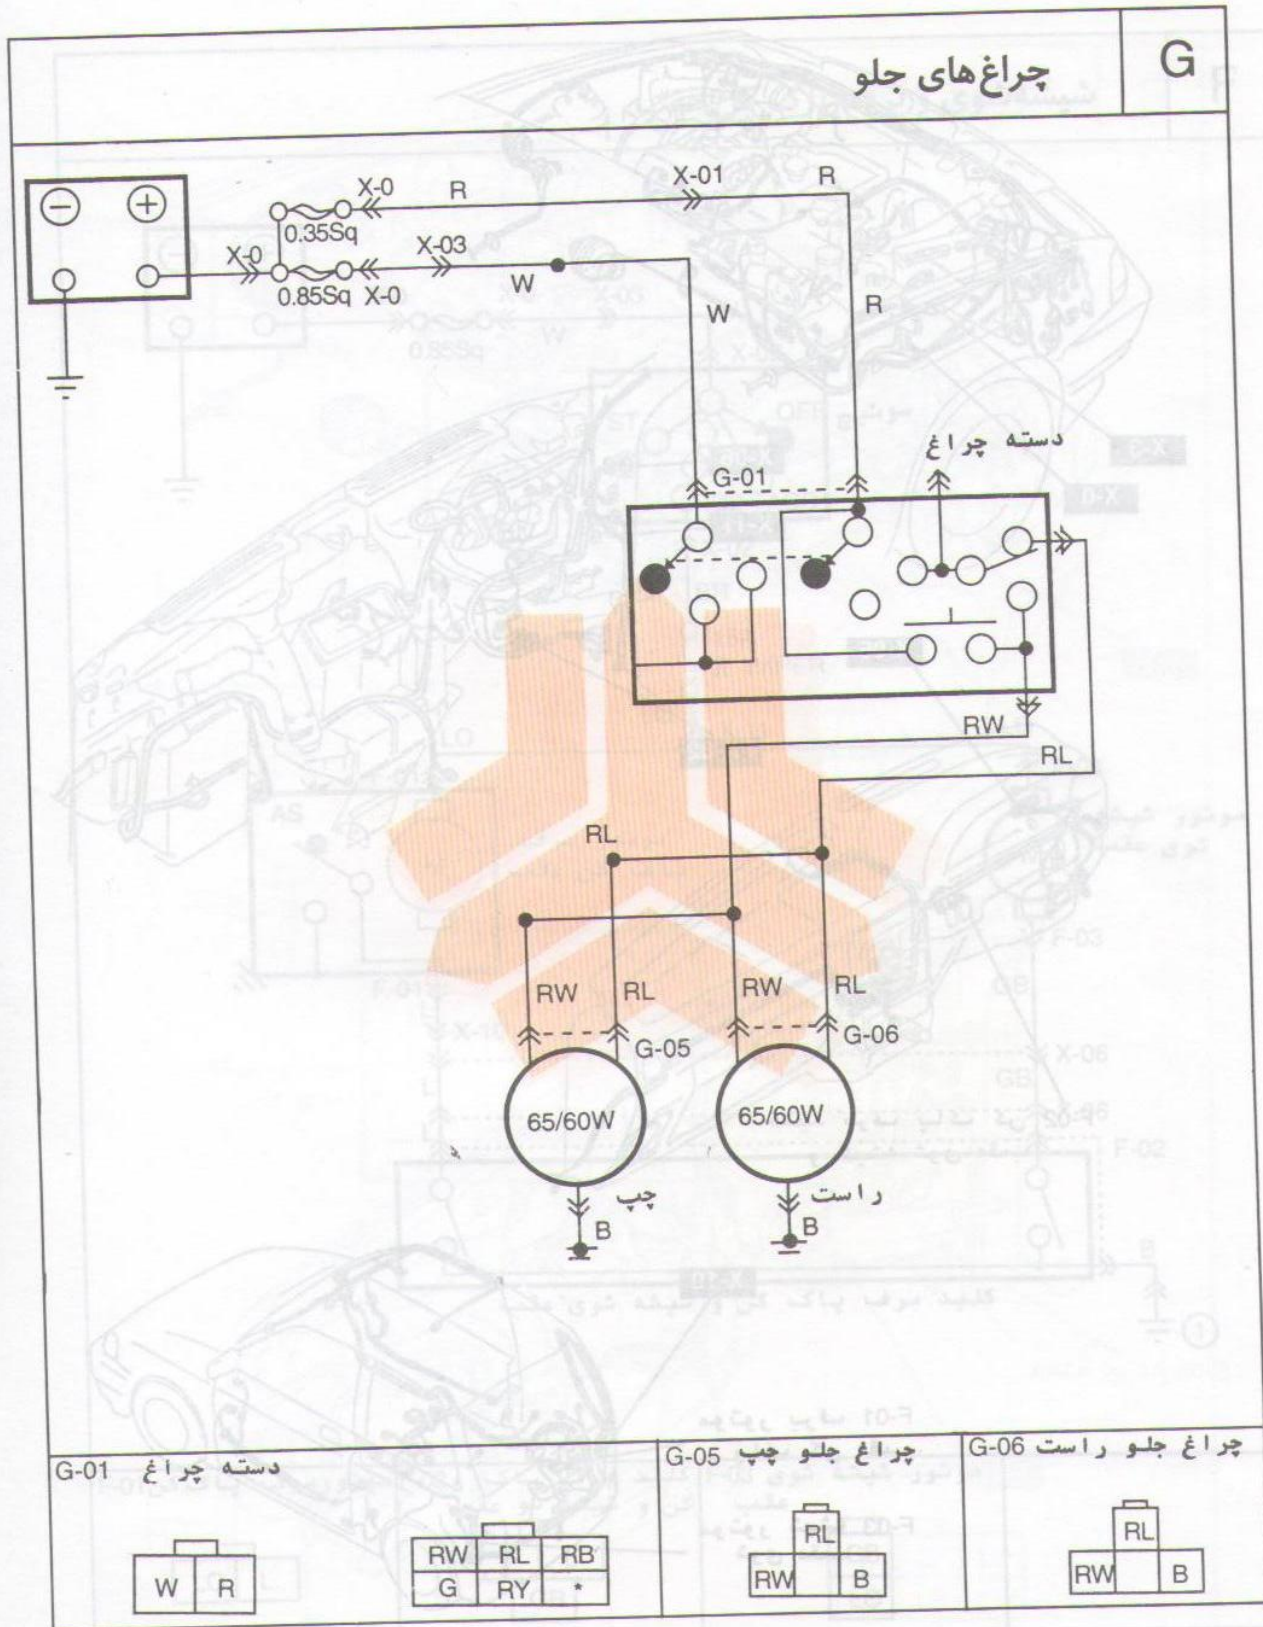 چراغ‌های جلو
G
X-0
R
X-01
R
0.35Sq
X-0
X-03
0.85Sq
X-0
W
W
R
دسته چراغ
G-01
RW
RL
RL
RW
RL
RW
RL
G-05
G-06
65/60W
65/60W
چپ
راست
B
B
G-01 دسته چراغ
G-05 چراغ جلو چپ
G-06 چراغ جلو راست
W R
RW RL RB
G RY *
RL
RW B
RL
RW B